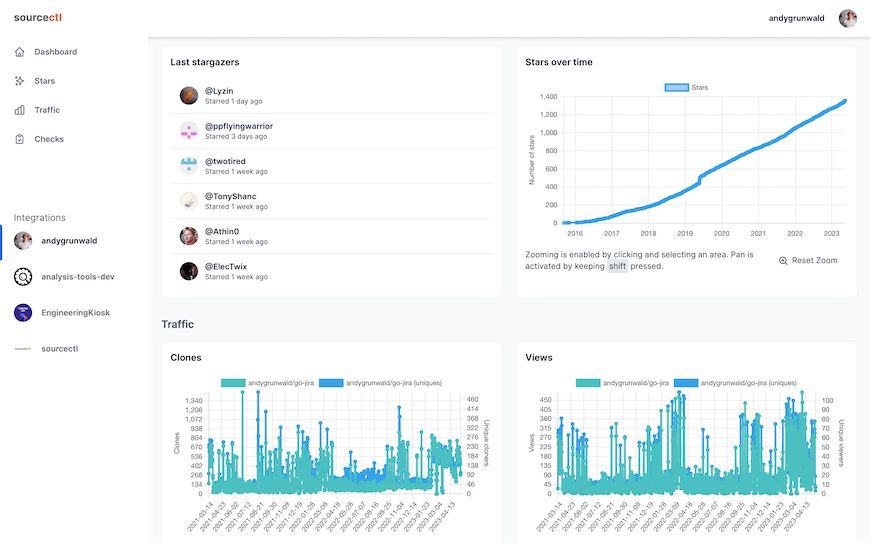 sourcectl
andygrunwald
Dashboard
Stars
Traffic
Checks
Integrations
andygrunwald
analysis-tools-dev
EngineeringKiosk
sourcectl
Last stargazers
@Lyzin
Starred 1 day ago
@ppflyingwarrior
Starred 3 days ago
@twotired
Starred 1 week ago
@TonyShanc
Starred 1 week ago
@Athin0
Starred 1 week ago
@ElecTwix
Starred 1 week ago
Stars over time
Stars
Number of stars
1,400
1,200
1,000
800
600
400
200
0
2016 2017 2018 2019 2020 2021 2022 2023
Zooming is enabled by clicking and selecting an area. Pan is
activated by keeping shift pressed.
Reset Zoom
Traffic
Clones
andygrunwald/go-jira andygrunwald/go-jira (uniques)
Clones
1,340
1,206
1,072
938
804
670
536
402
268
134
0
460
414
368
322
276
230
184
138
92
46
0
Unique cloners
2021-03-14 2021-04-23 2021-06-02 2021-07-12 2021-08-21 2021-09-30 2021-11-09 2021-12-19 2022-01-28 2022-03-09 2022-04-18 2022-05-28 2022-07-07 2022-08-16 2022-09-25 2022-11-04 2022-12-14 2023-01-23 2023-03-04 2023-04-13
Views
andygrunwald/go-jira andygrunwald/go-jira (uniques)
Views
450
405
360
315
270
225
180
135
90
45
0
100
90
80
70
60
50
40
30
20
10
0
Unique viewers
2021-03-14 2021-04-23 2021-06-02 2021-07-12 2021-08-21 2021-09-30 2021-11-09 2021-12-19 2022-01-28 2022-03-09 2022-04-18 2022-05-28 2022-07-07 2022-08-16 2022-09-25 2022-11-04 2022-12-14 2023-01-23 2023-03-04 2023-04-13